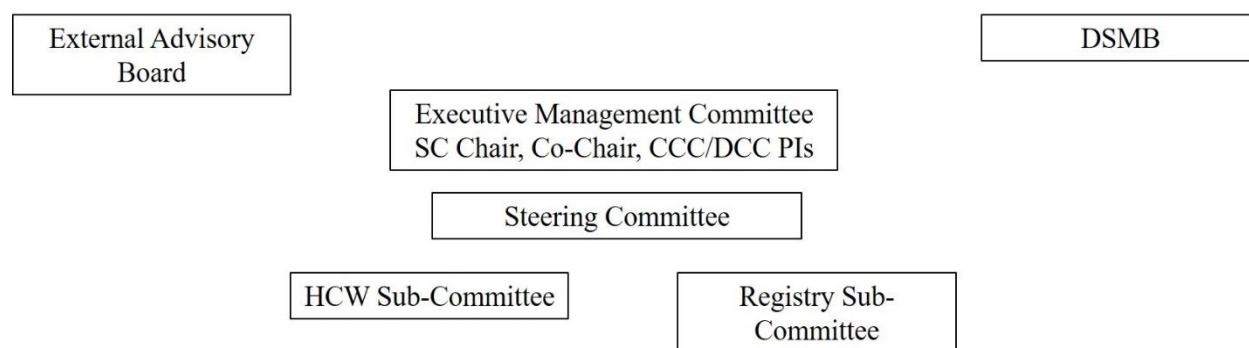 External Advisory
Board
DSMB
Executive Management Committee
SC Chair, Co-Chair, CCC/DCC PIs
Steering Committee
HCW Sub-Committee
Registry Sub-
Committee